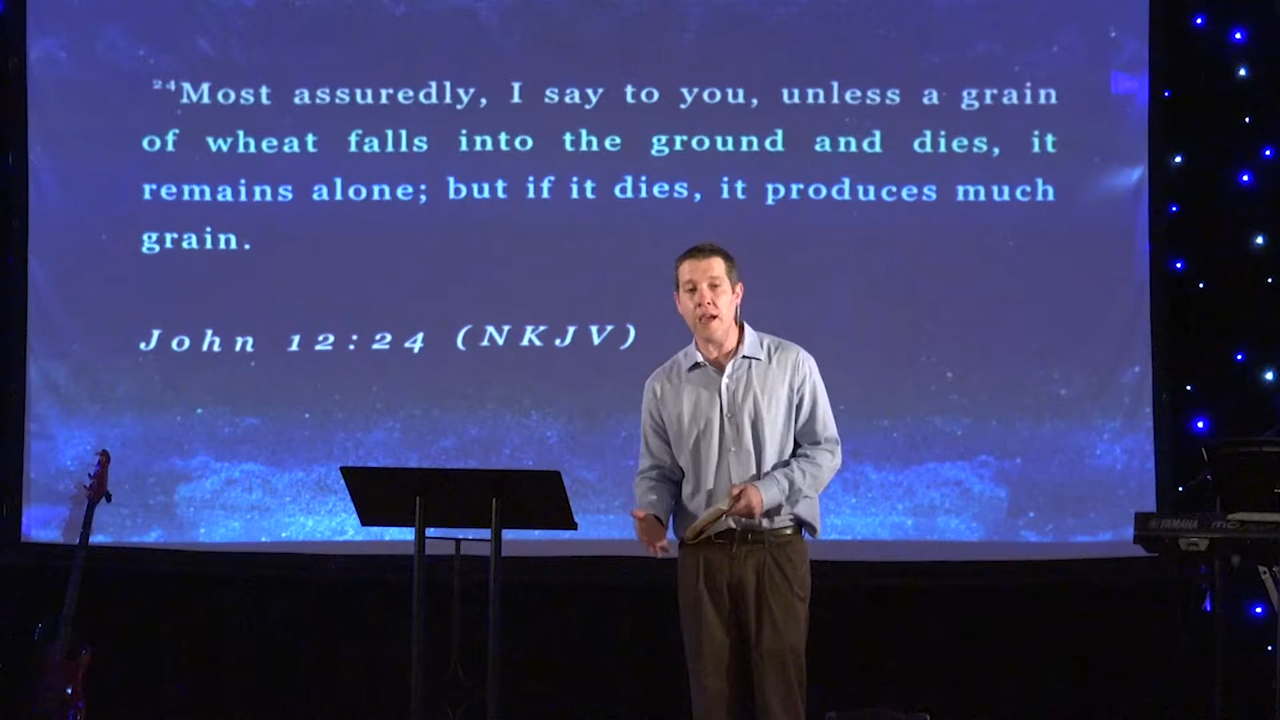 24Most assuredly, I say to you, unless a grain
of wheat falls into the ground and dies, it
remains alone; but if it dies, it produces much
grain.
John 12:24 (NKJV)
YAMAHA